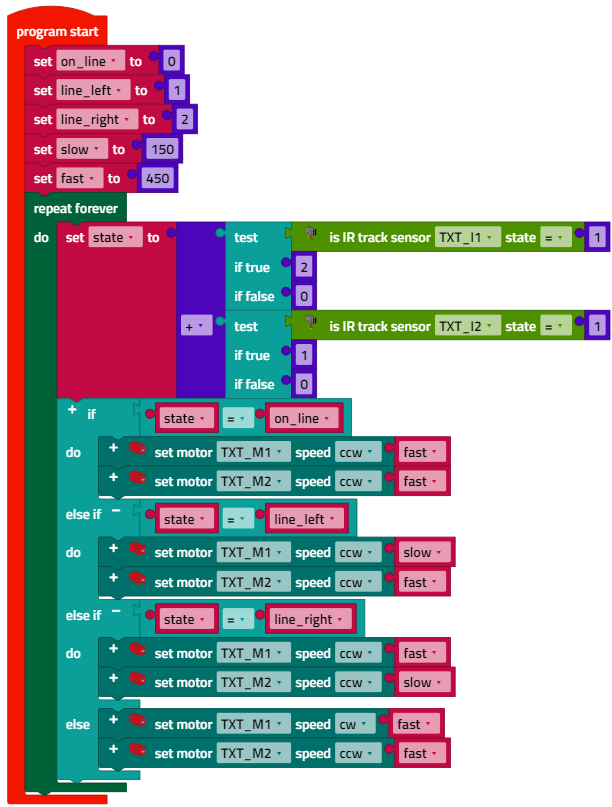 program start
set on_line to 0
set line_left to 1
set line_right to 2
set slow to 150
set fast to 450
repeat forever
do set state to test is IR track sensor TXT_I1 state = 1
if true 2
if false 0
+ test is IR track sensor TXT_I2 state = 1
if true 1
if false 0
+ if state = on_line
do + set motor TXT_M1 speed ccw fast
+ set motor TXT_M2 speed ccw fast
else if − state = line_left
do + set motor TXT_M1 speed ccw slow
+ set motor TXT_M2 speed ccw fast
else if − state = line_right
do + set motor TXT_M1 speed ccw fast
+ set motor TXT_M2 speed ccw slow
else + set motor TXT_M1 speed cw fast
+ set motor TXT_M2 speed ccw fast